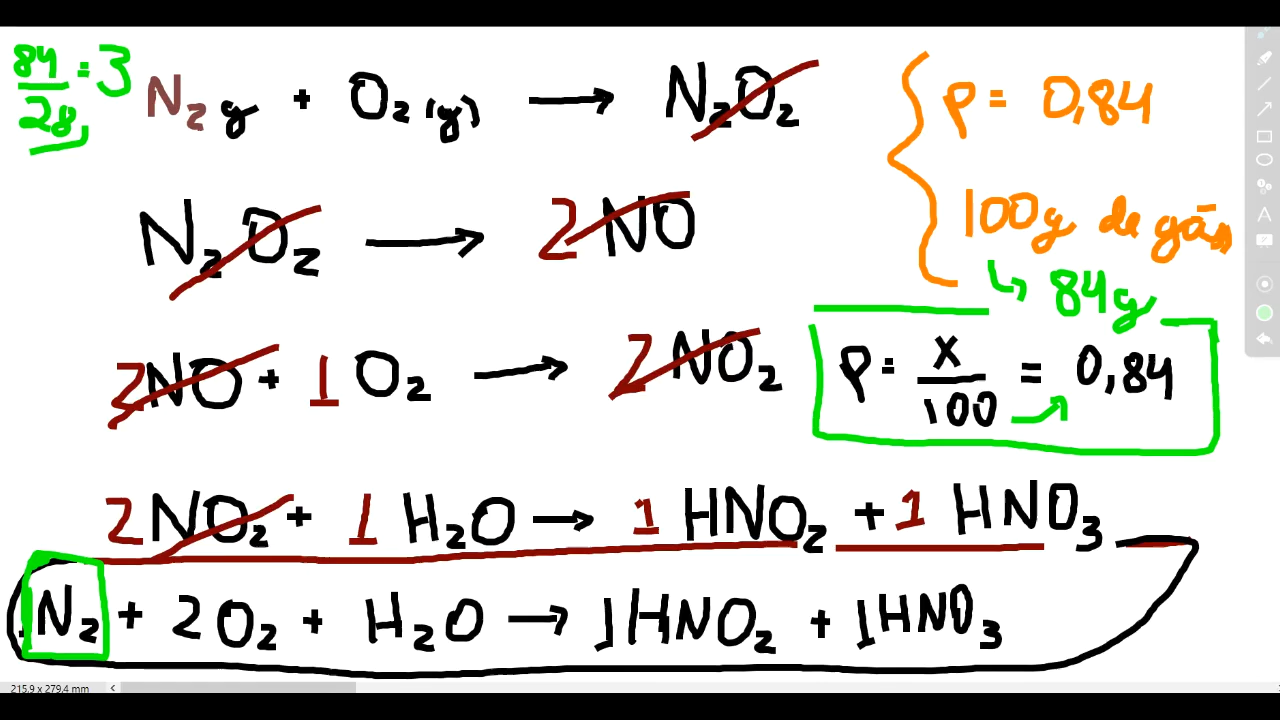 84/28 = 3
N₂ g + O₂ (g) → N₂O₂
p = 0,84
N₂O₂ → 2NO
100g de gás
↳ 84g
2NO + 1 O₂ → 2NO₂
p = x/100 = 0,84
2NO₂ + 1 H₂O → 1 HNO₂ + 1 HNO₃
1N₂ + 2O₂ + H₂O → 1HNO₂ + 1HNO₃
215.9 x 279.4 mm